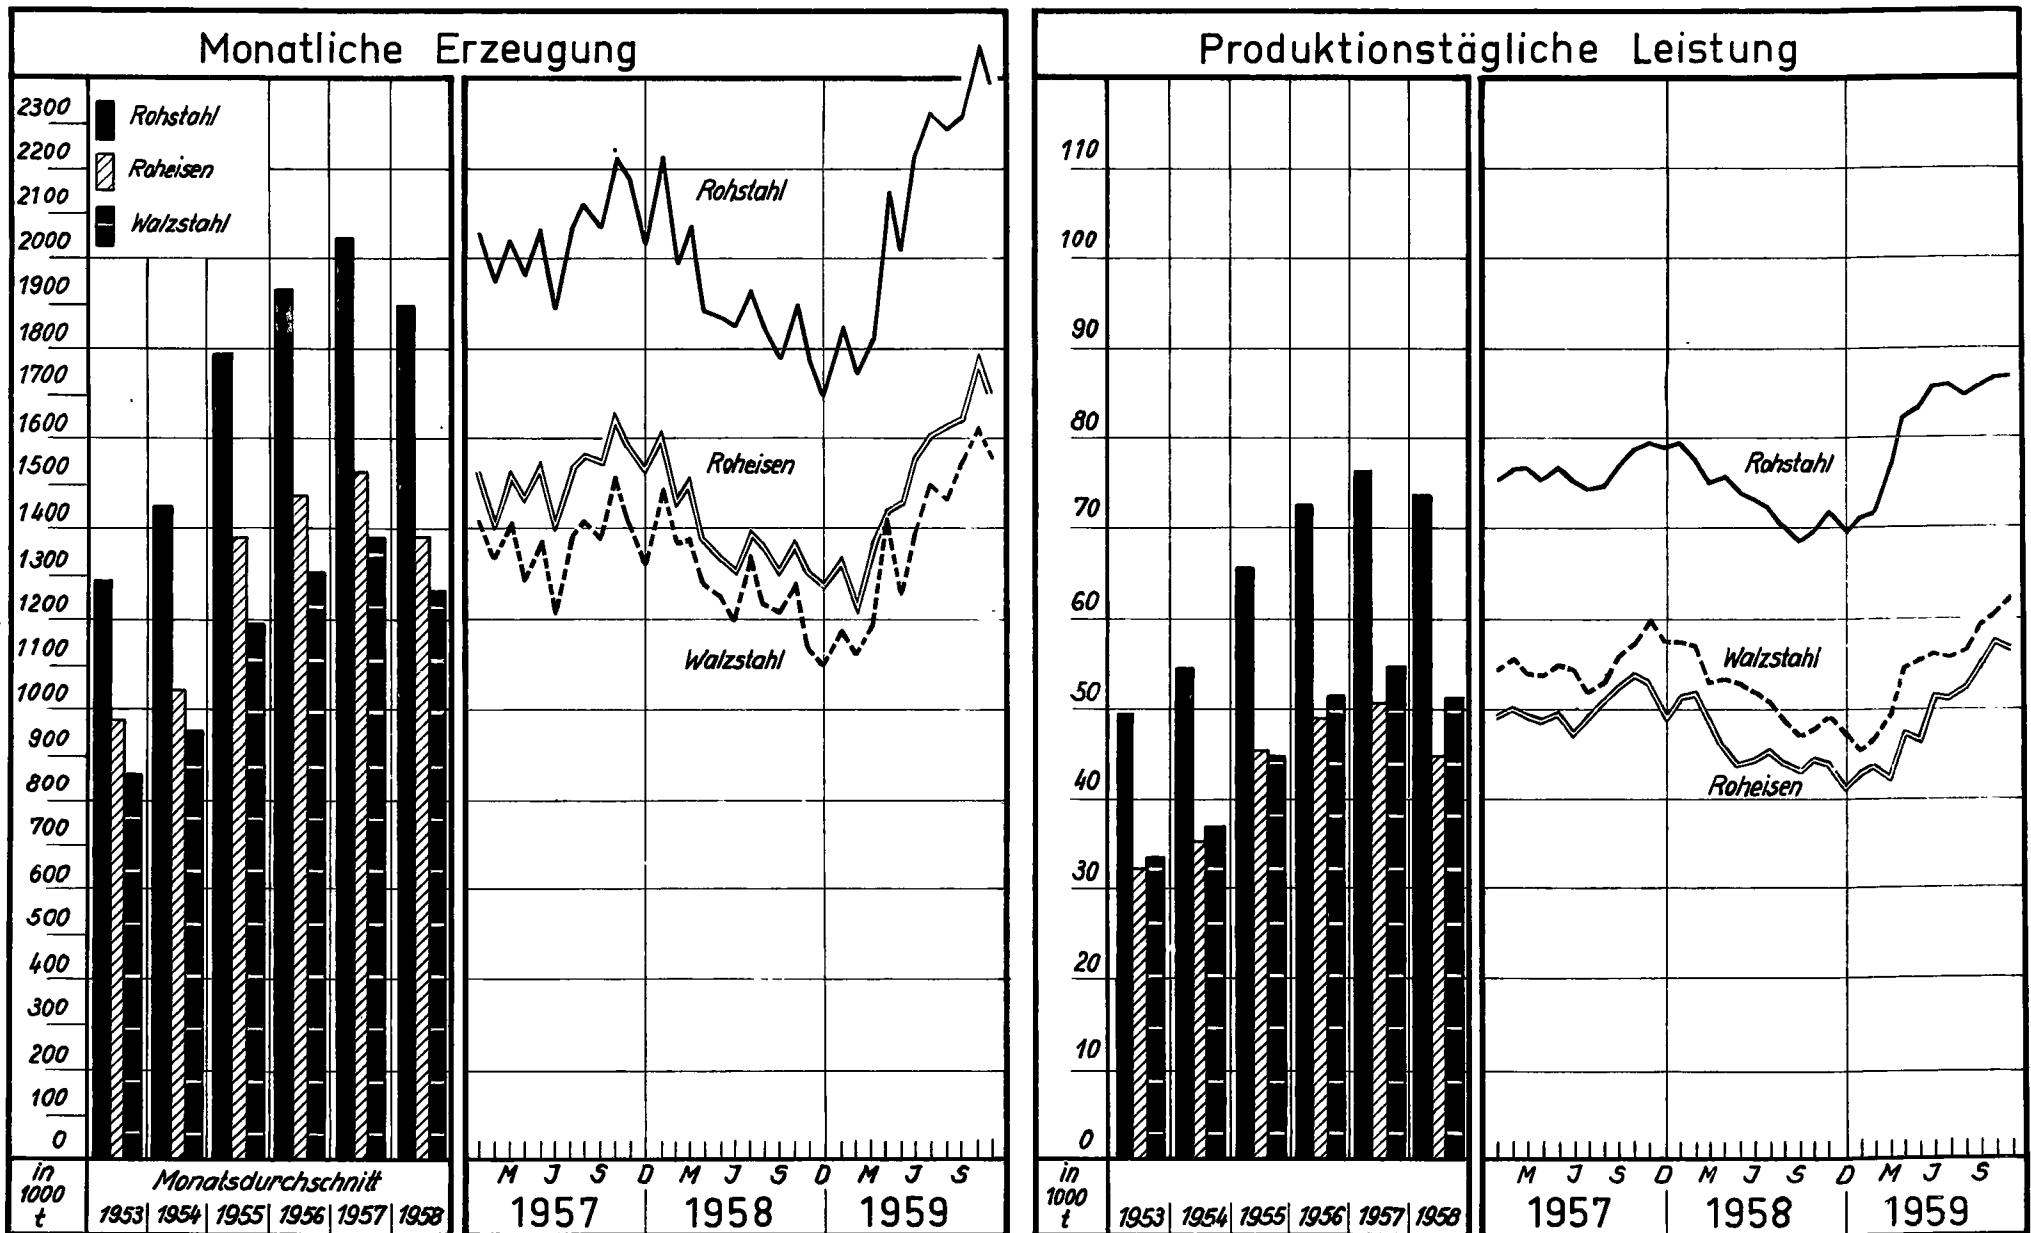 Monatliche Erzeugung
2300
2200
2100
2000
1900
1800
1700
1600
1500
1400
1300
1200
1100
1000
900
800
700
600
500
400
300
200
100
0
in
1000
t
Rohstahl
Roheisen
Walzstahl
Monatsdurchschnitt
1953 1954 1955 1956 1957 1958
Rohstahl
Roheisen
Walzstahl
M J S D M J S D M J S
1957 1958 1959
Produktionstägliche Leistung
110
100
90
80
70
60
50
40
30
20
10
0
in
1000
t
1953 1954 1955 1956 1957 1958
Rohstahl
Walzstahl
Roheisen
M J S D M J S D M J S
1957 1958 1959